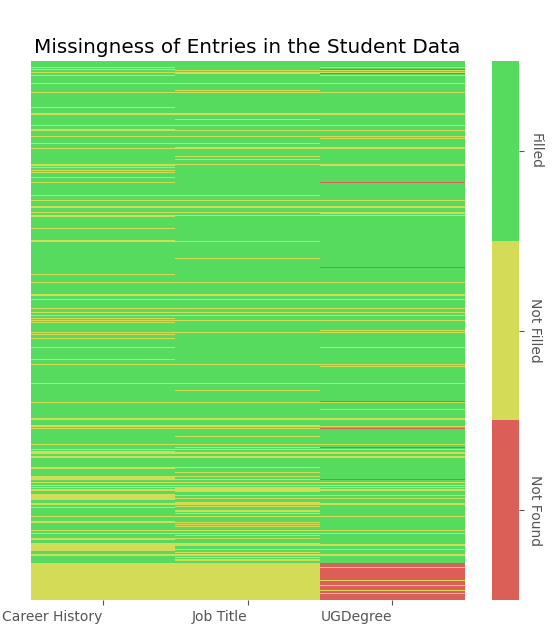 Missingness of Entries in the Student Data
Filled
Not Filled
Not Found
Career History
Job Title
UGDegree